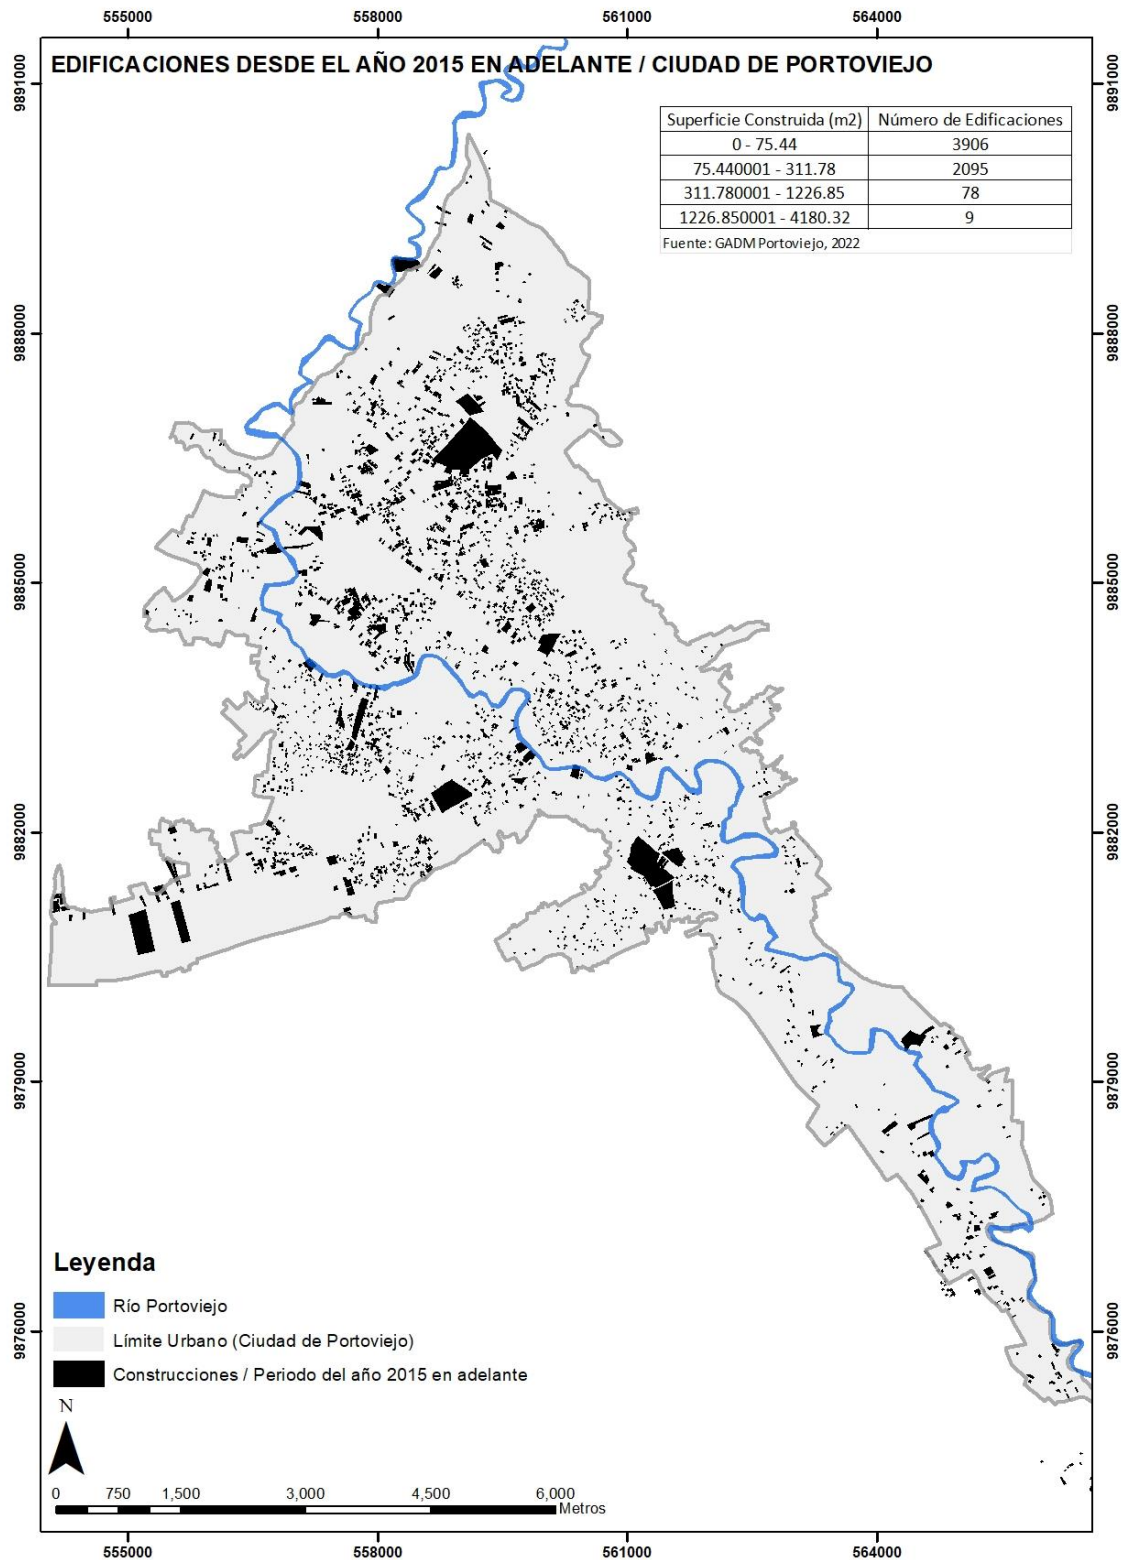 555000 558000 561000 564000
EDIFICACIONES DESDE EL AÑO 2015 EN ADELANTE / CIUDAD DE PORTOVIEJO
9891000 9891000
Superficie Construida (m2) Número de Edificaciones
0 - 75.44 3906
75.440001 - 311.78 2095
311.780001 - 1226.85 78
1226.850001 - 4180.32 9
Fuente: GADM Portoviejo, 2022
9888000 9888000
9885000 9885000
9882000 9882000
9879000 9879000
Leyenda
Río Portoviejo
Límite Urbano (Ciudad de Portoviejo)
9876000 9876000
Construcciones / Periodo del año 2015 en adelante
N
0 750 1,500 3,000 4,500 6,000
Metros
555000 558000 561000 564000